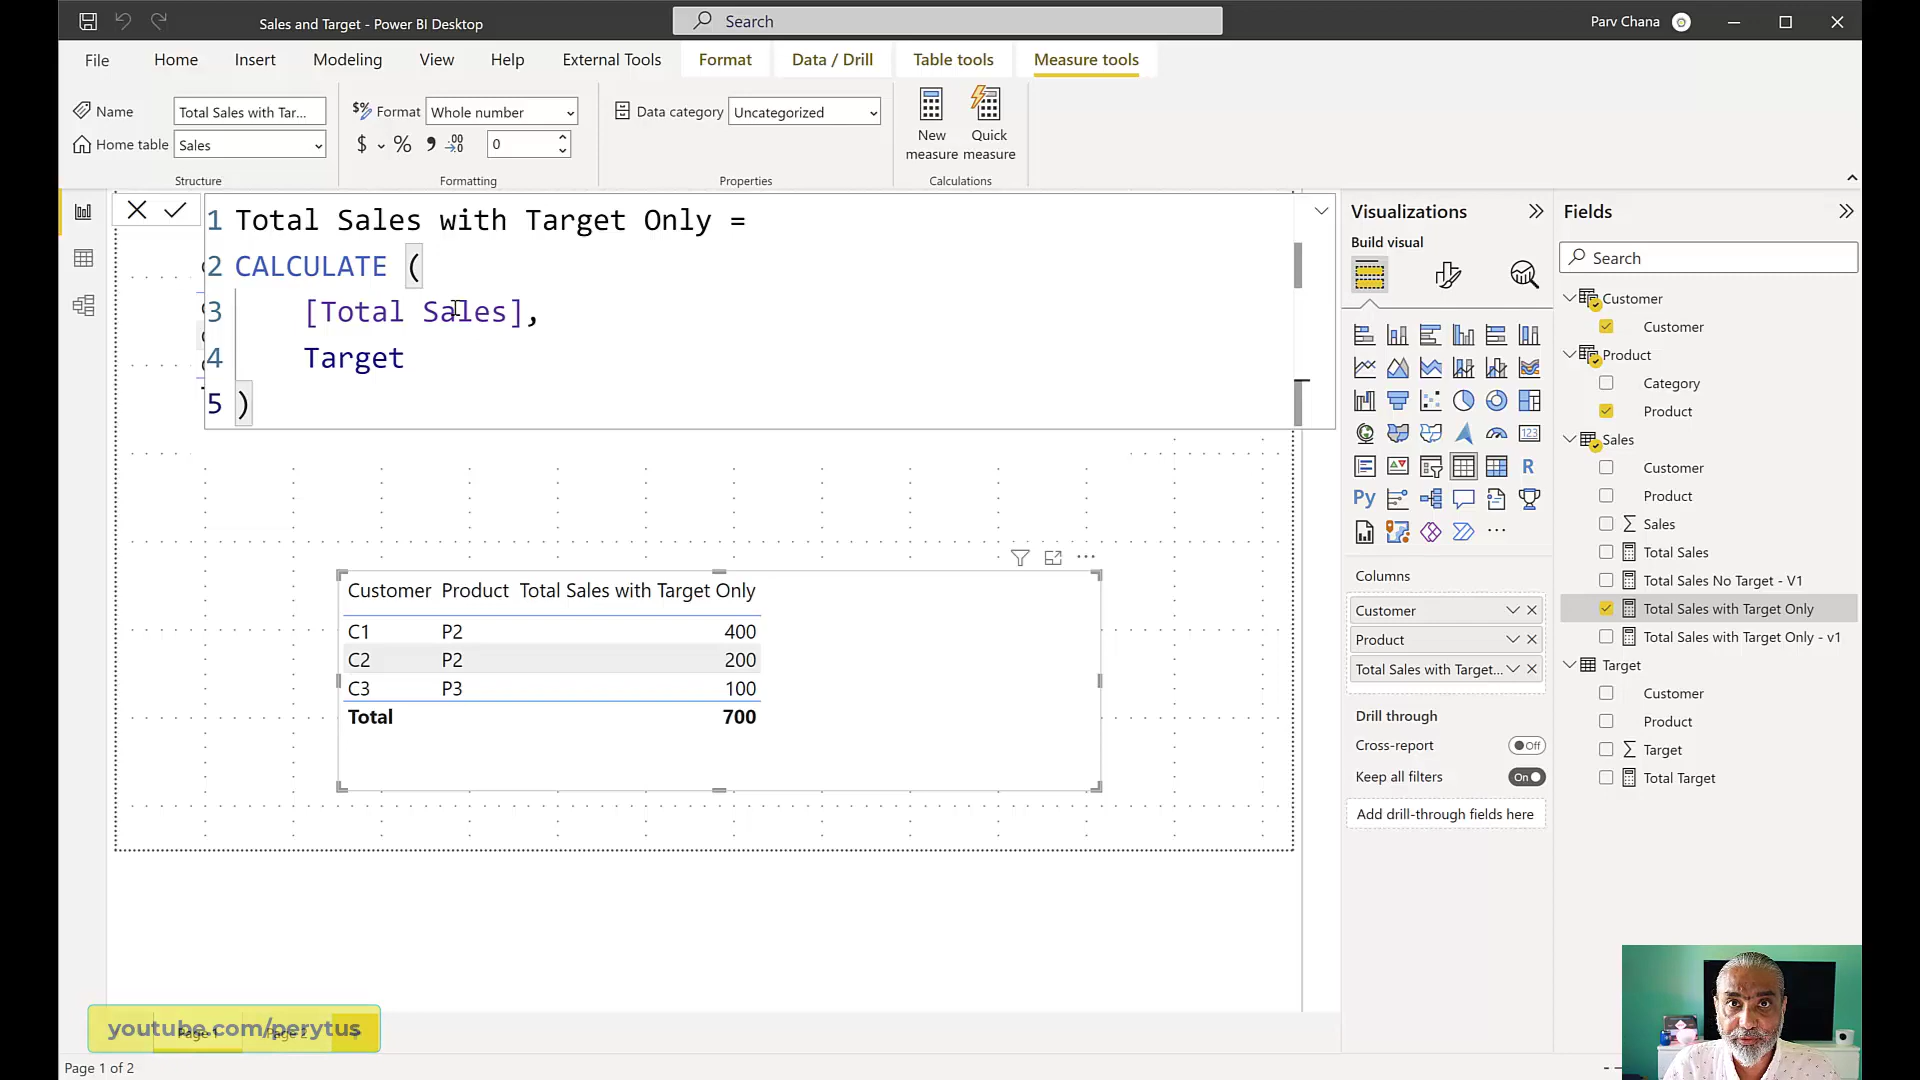 Sales and Target - Power BI Desktop
Search
Parv Chana
File
Home
Insert
Modeling
View
Help
External Tools
Format
Data / Drill
Table tools
Measure tools
Name
Total Sales with Tar...
Format
Whole number
Data category
Uncategorized
New
measure
Quick
measure
Home table
Sales
$
%
0
Structure
Formatting
Properties
Calculations
1 Total Sales with Target Only =
2 CALCULATE (
3 [Total Sales],
4 Target
5 )
Customer Product Total Sales with Target Only
C1 P2 400
C2 P2 200
C3 P3 100
Total 700
Visualizations
Build visual
123
R
Py
Columns
Customer
Product
Total Sales with Target...
Drill through
Cross-report
Off
Keep all filters
On
Add drill-through fields here
Fields
Search
Customer
Customer
Product
Category
Product
Sales
Customer
Product
Sales
Total Sales
Total Sales No Target - V1
Total Sales with Target Only
Total Sales with Target Only - v1
Target
Customer
Product
Target
Total Target
youtube.com/perytus
Page 1
Page 2
Page 1 of 2